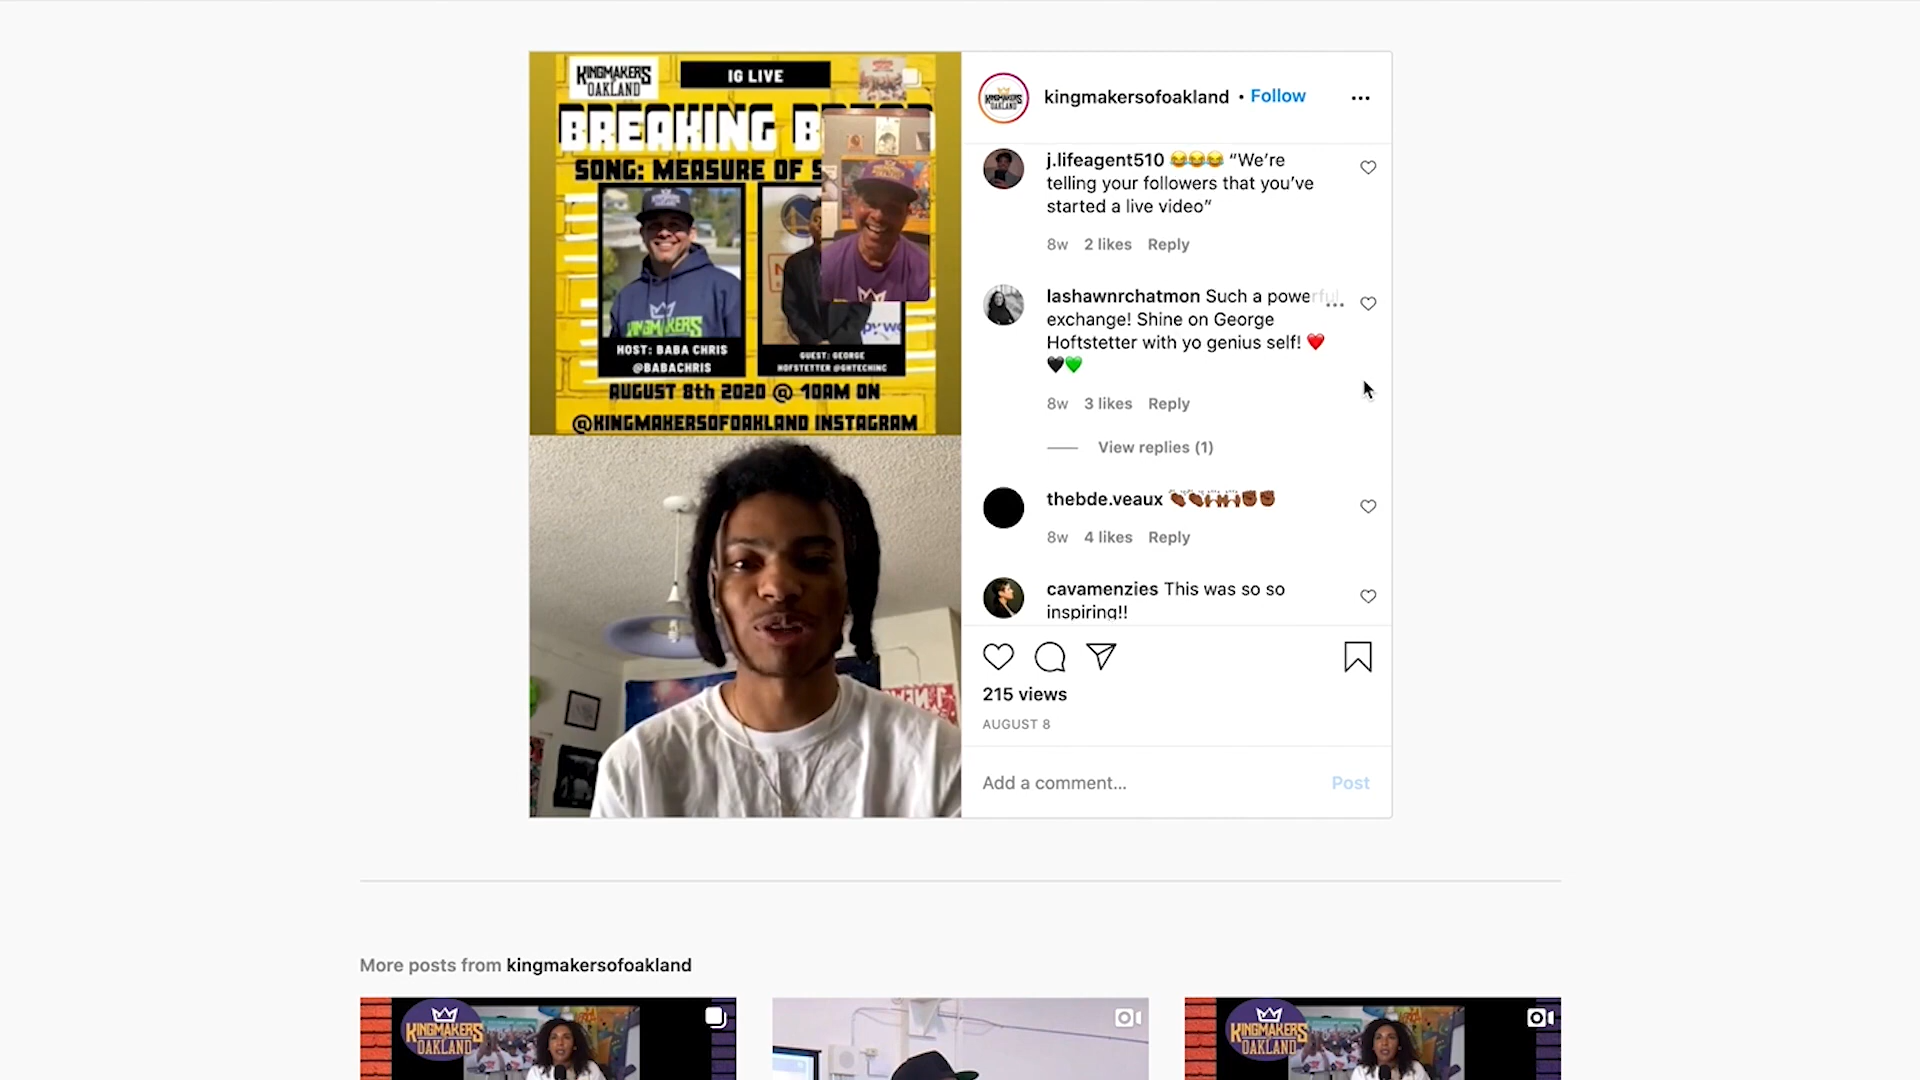 KINGMAKERS
OF
OAKLAND
IG LIVE
BREAKING
SONG: MEASURE OF
HOST: BABA CHRIS
@BABACHRIS
GUEST: GEORGE
HOFSTETTER @GHTECHINC
AUGUST 8th 2020 @ 10AM ON
@KINGMAKERSOFOAKLAND INSTAGRAM
KINGMAKERS
kingmakersofoakland • Follow
j.lifeagent510 😂😂😂 “We’re
telling your followers that you’ve
started a live video”
8w 2 likes Reply
lashawnrchatmon Such a powerful
exchange! Shine on George
Hoftstetter with yo genius self! ❤️
🖤💚
8w 3 likes Reply
View replies (1)
thebde.veaux 👏🏾👏🏾🙌🏾🙌🏾✊🏾✊🏾
8w 4 likes Reply
cavamenzies This was so so
inspiring!!
215 views
AUGUST 8
Add a comment... Post
More posts from kingmakersofoakland
KINGMAKERS
OAKLAND
KINGMAKERS
OAKLAND